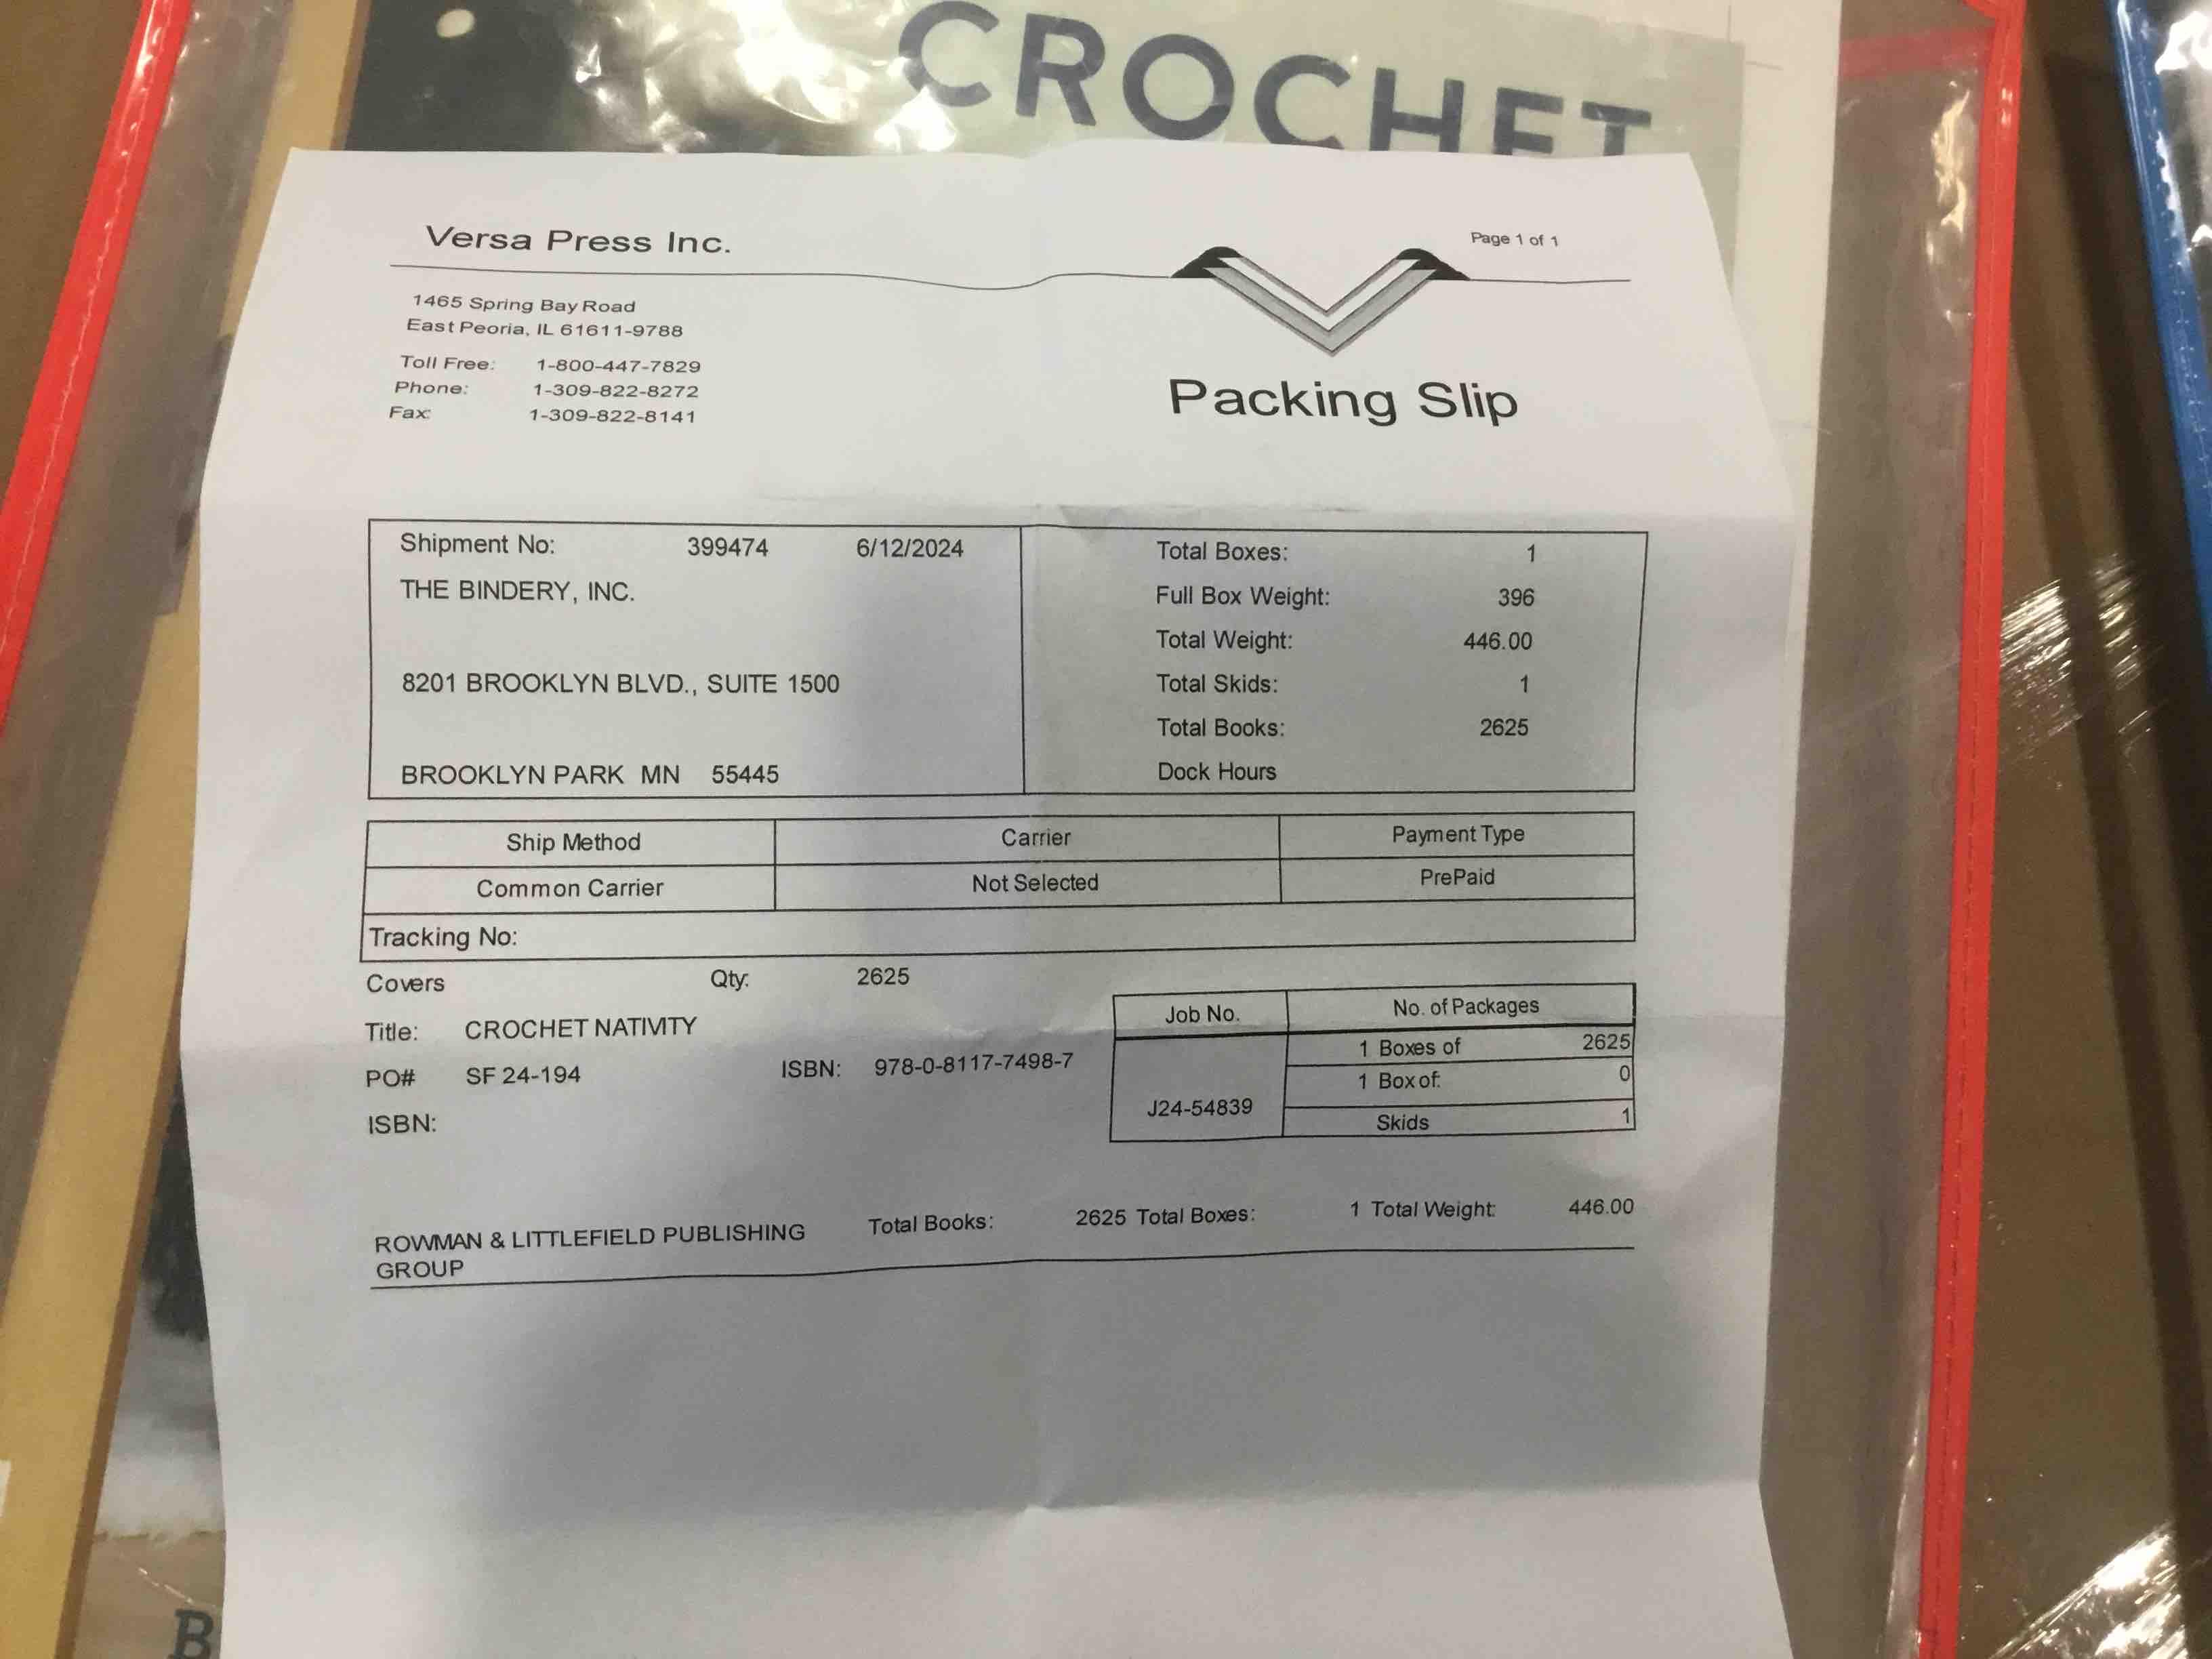 CROCHET
Versa Press Inc.
Page 1 of 1
1465 Spring Bay Road
East Peoria, IL 61611-9788
Toll Free: 1-800-447-7829
Phone: 1-309-822-8272
Fax: 1-309-822-8141
Packing Slip
Shipment No: 399474 6/12/2024
THE BINDERY, INC.
8201 BROOKLYN BLVD., SUITE 1500
BROOKLYN PARK MN 55445
Total Boxes: 1
Full Box Weight: 396
Total Weight: 446.00
Total Skids: 1
Total Books: 2625
Dock Hours
Ship Method Carrier Payment Type
Common Carrier Not Selected PrePaid
Tracking No:
Covers Qty: 2625
Title: CROCHET NATIVITY
PO# SF 24-194 ISBN: 978-0-8117-7498-7
ISBN:
Job No. No. of Packages
J24-54839
1 Boxes of 2625
1 Box of: 0
Skids 1
ROWMAN & LITTLEFIELD PUBLISHING
GROUP
Total Books: 2625 Total Boxes: 1 Total Weight: 446.00
B